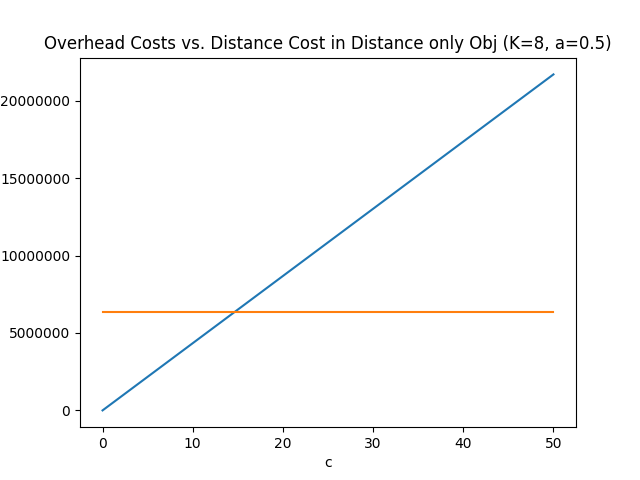 Overhead Costs vs. Distance Cost in Distance only Obj (K=8, a=0.5)
20000000
15000000
10000000
5000000
0
0 10 20 30 40 50
c